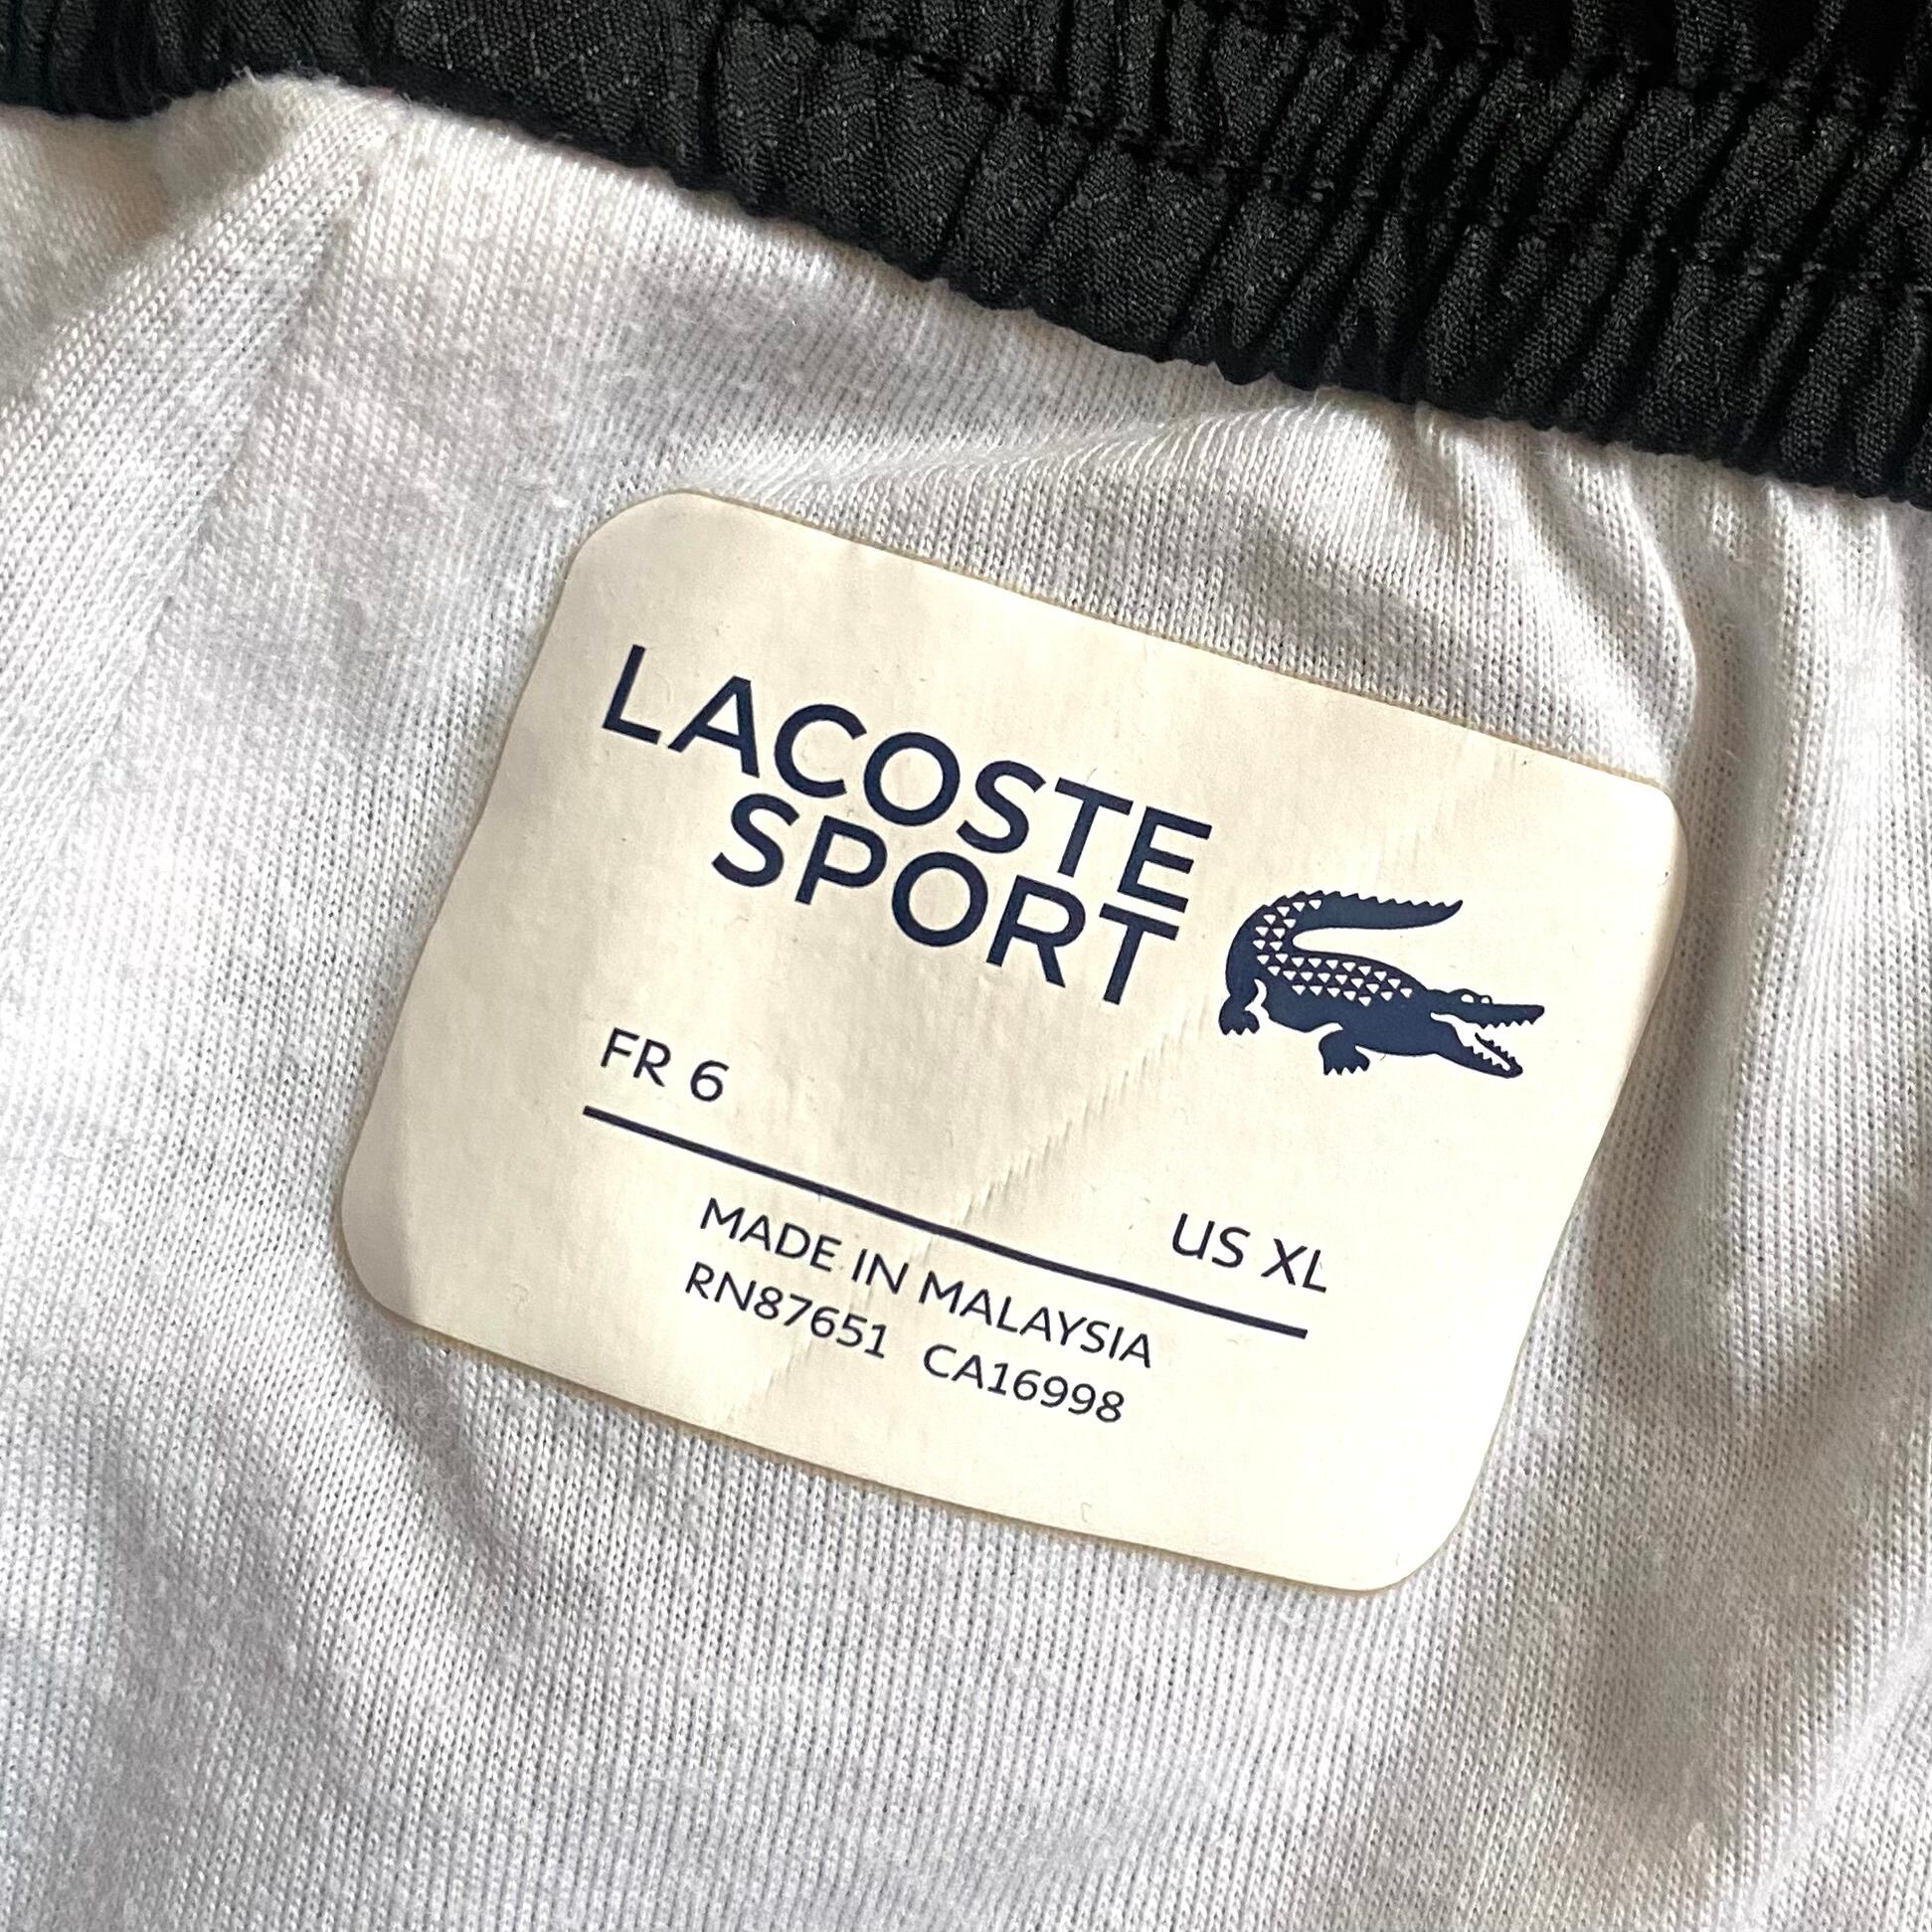 LACOSTE
SPORT
FR 6
US XL
MADE IN MALAYSIA
RN87651 CA16998